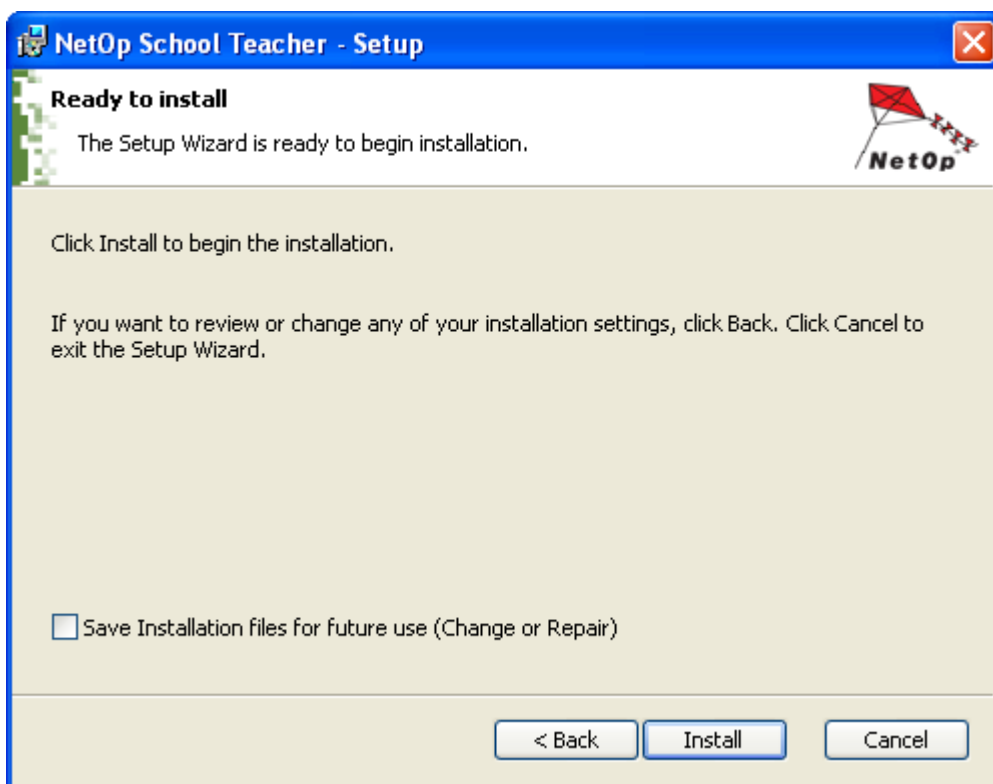 NetOp School Teacher - Setup
Ready to install
The Setup Wizard is ready to begin installation.
NetOp
Click Install to begin the installation.
If you want to review or change any of your installation settings, click Back. Click Cancel to
exit the Setup Wizard.
Save Installation files for future use (Change or Repair)
< Back
Install
Cancel